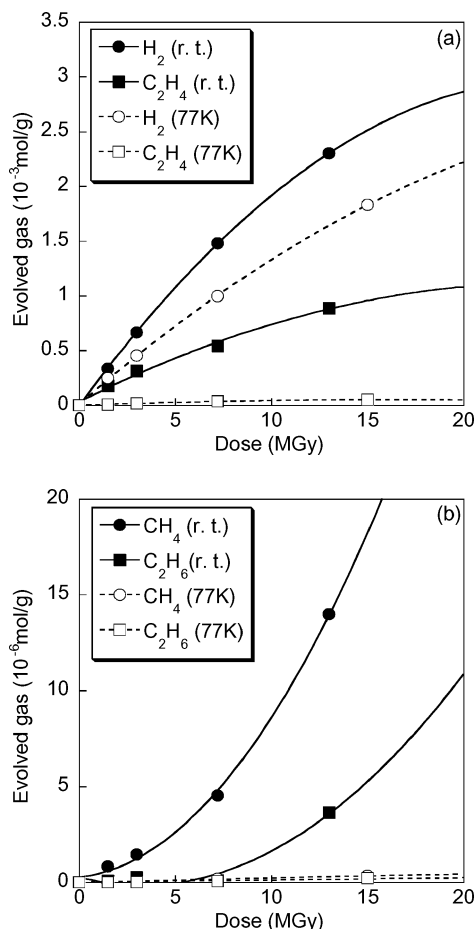 3.5
3
2.5
2
1.5
1
0.5
0
Evolved gas (10⁻³mol/g)
(a)
H₂ (r. t.)
C₂H₄ (r. t.)
H₂ (77K)
C₂H₄ (77K)
0 5 10 15 20
Dose (MGy)
20
15
10
5
0
Evolved gas (10⁻⁶mol/g)
(b)
CH₄ (r. t.)
C₂H₆(r. t.)
CH₄ (77K)
C₂H₆ (77K)
0 5 10 15 20
Dose (MGy)